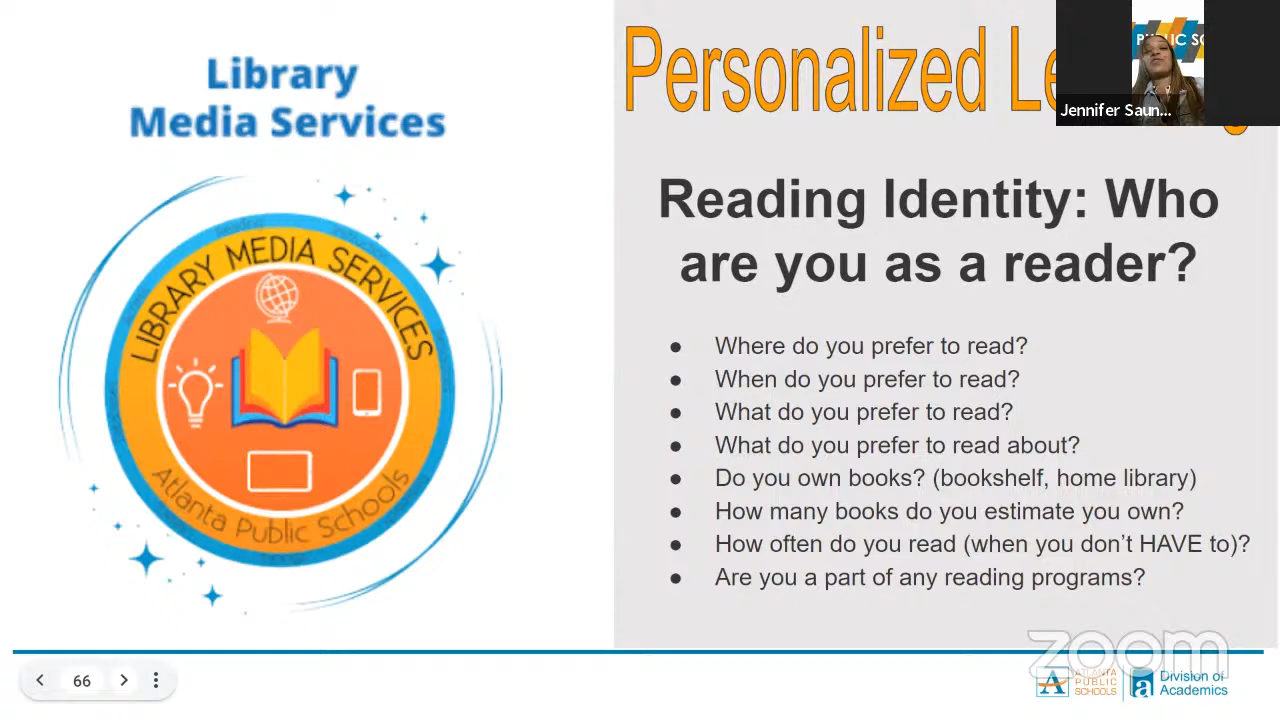 Library
Media Services
LIBRARY MEDIA SERVICES
Atlanta Public Schools
Personalized
PUBLIC
Jennifer Saun...
Reading Identity: Who
are you as a reader?
● Where do you prefer to read?
● When do you prefer to read?
● What do you prefer to read?
● What do you prefer to read about?
● Do you own books? (bookshelf, home library)
● How many books do you estimate you own?
● How often do you read (when you don't HAVE to)?
● Are you a part of any reading programs?
66
zoom
ATLANTA
PUBLIC
SCHOOLS
Division of
Academics